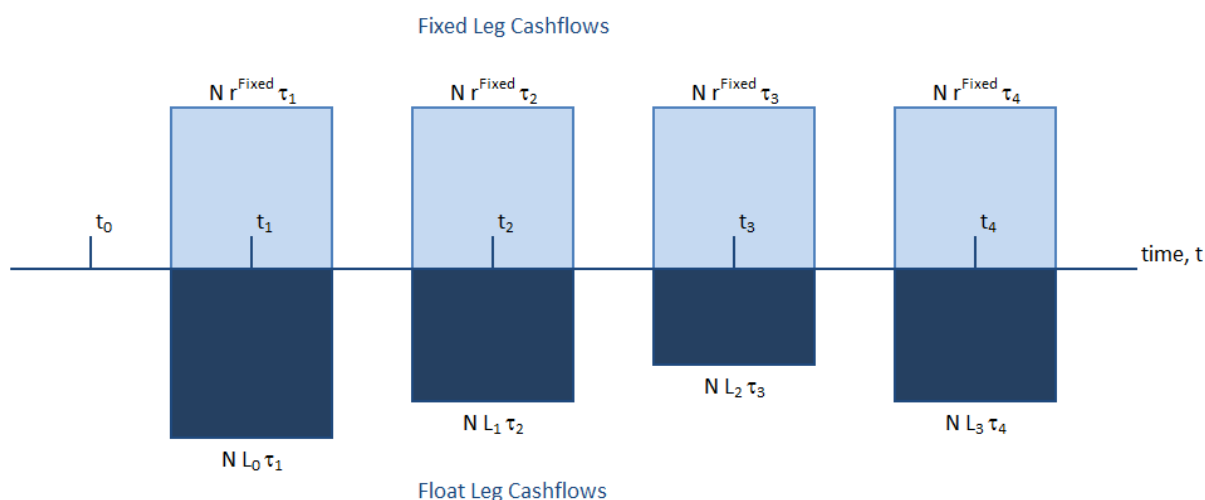 Fixed Leg Cashflows
N r^Fixed τ₁ N r^Fixed τ₂ N r^Fixed τ₃ N r^Fixed τ₄
t₀ t₁ t₂ t₃ t₄
time, t
N L₂ τ₃
N L₁ τ₂ N L₃ τ₄
N L₀ τ₁
Float Leg Cashflows